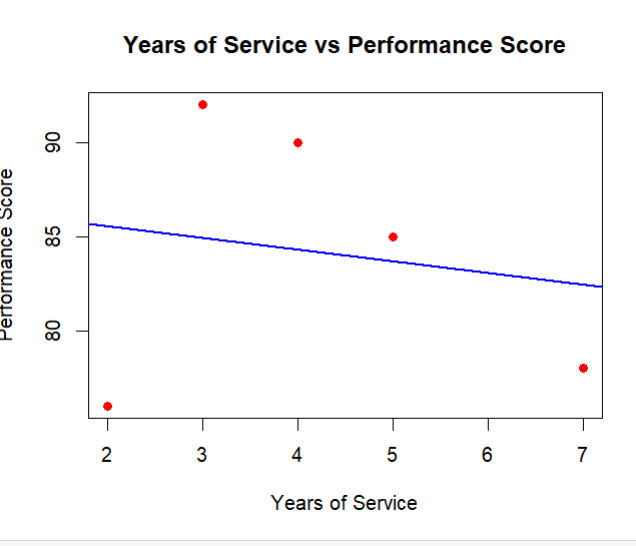 Years of Service vs Performance Score
Performance Score
90
85
80
2 3 4 5 6 7
Years of Service